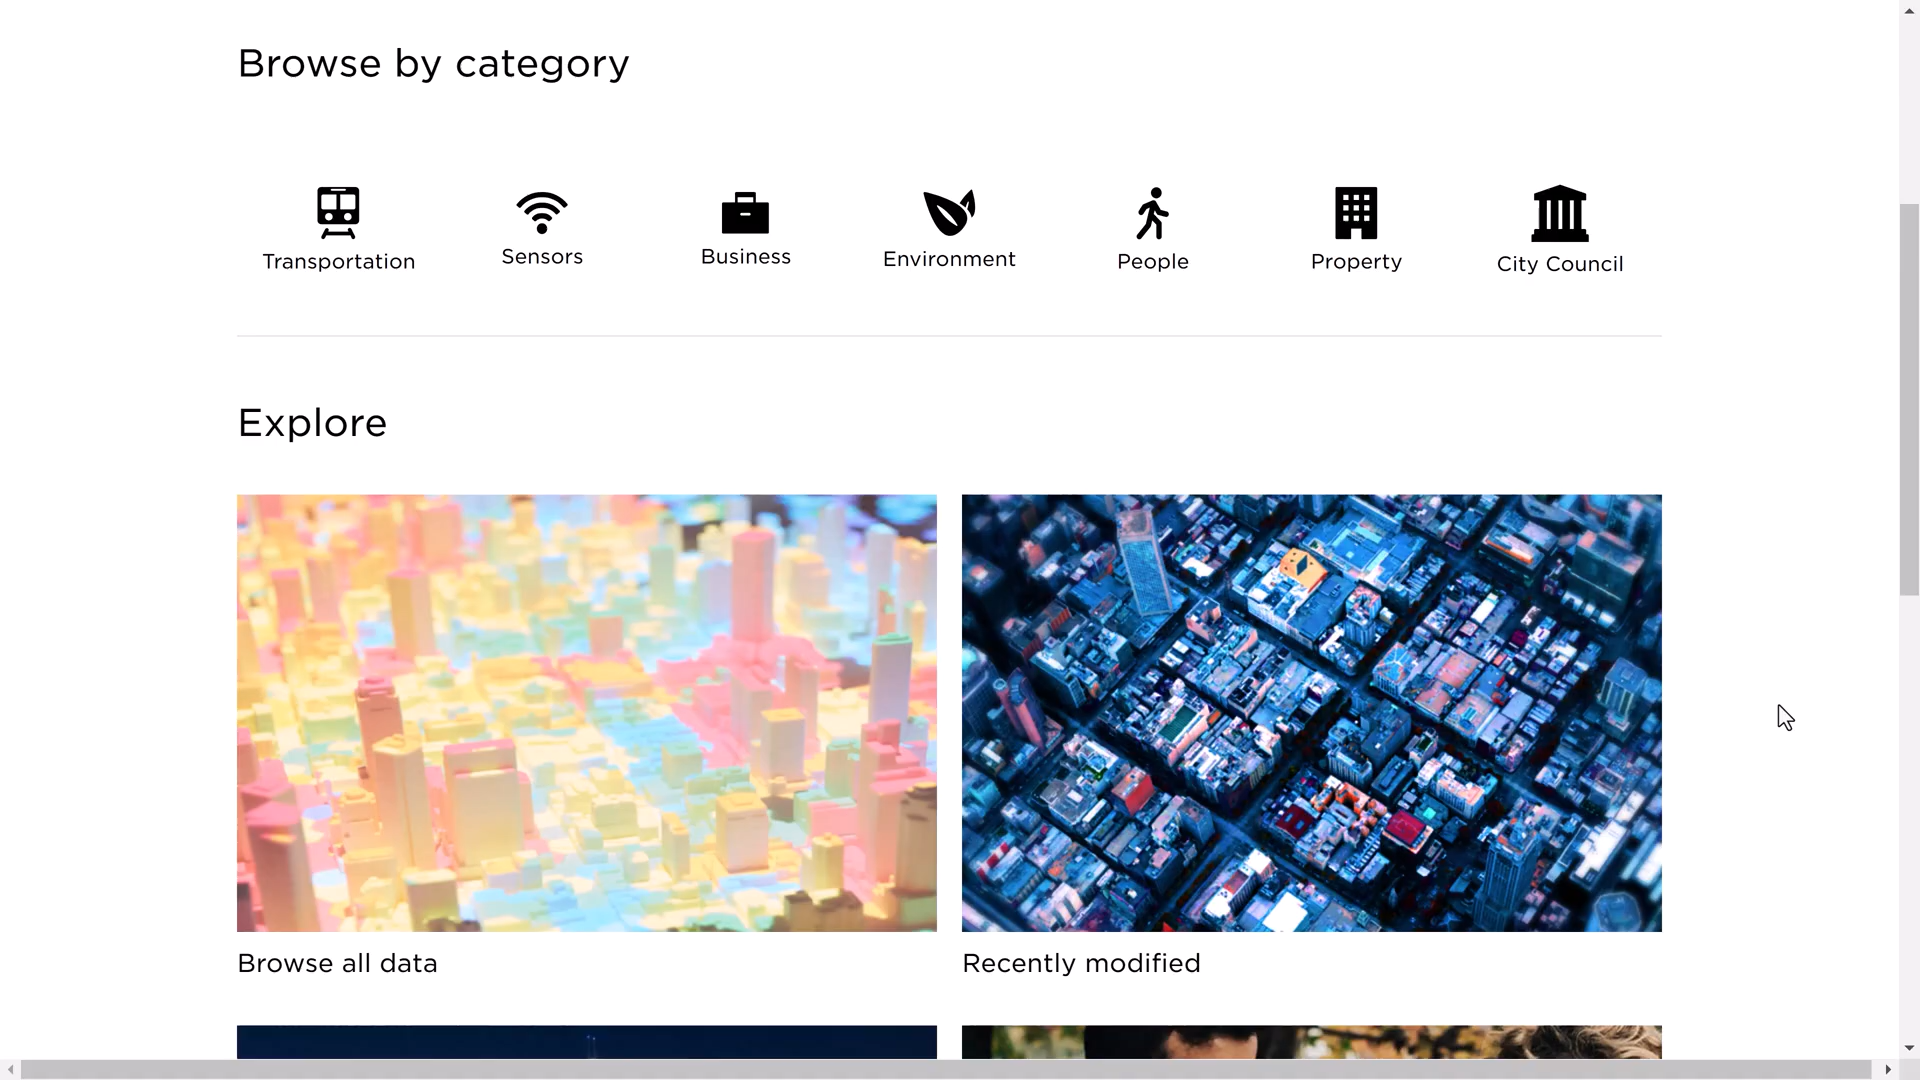 Browse by category
Transportation
Sensors
Business
Environment
People
Property
City Council
Explore
Browse all data
Recently modified